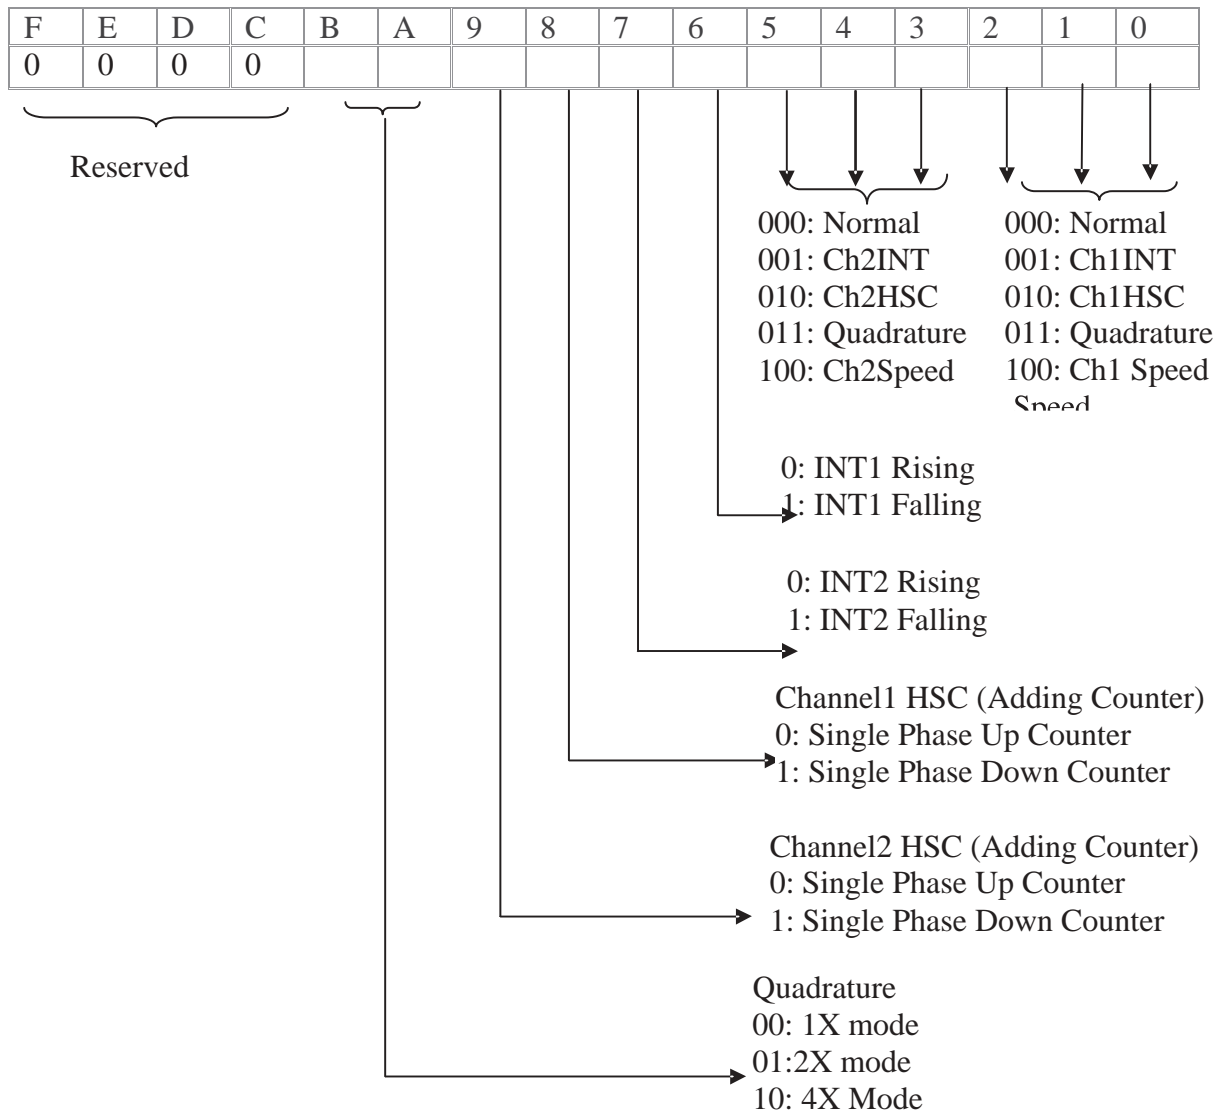 F E D C B A 9 8 7 6 5 4 3 2 1 0
0 0 0 0
Reserved
000: Normal
001: Ch2INT
010: Ch2HSC
011: Quadrature
100: Ch2Speed
000: Normal
001: Ch1INT
010: Ch1HSC
011: Quadrature
100: Ch1 Speed
Speed
0: INT1 Rising
1: INT1 Falling
0: INT2 Rising
1: INT2 Falling
Channel1 HSC (Adding Counter)
0: Single Phase Up Counter
1: Single Phase Down Counter
Channel2 HSC (Adding Counter)
0: Single Phase Up Counter
1: Single Phase Down Counter
Quadrature
00: 1X mode
01:2X mode
10: 4X Mode